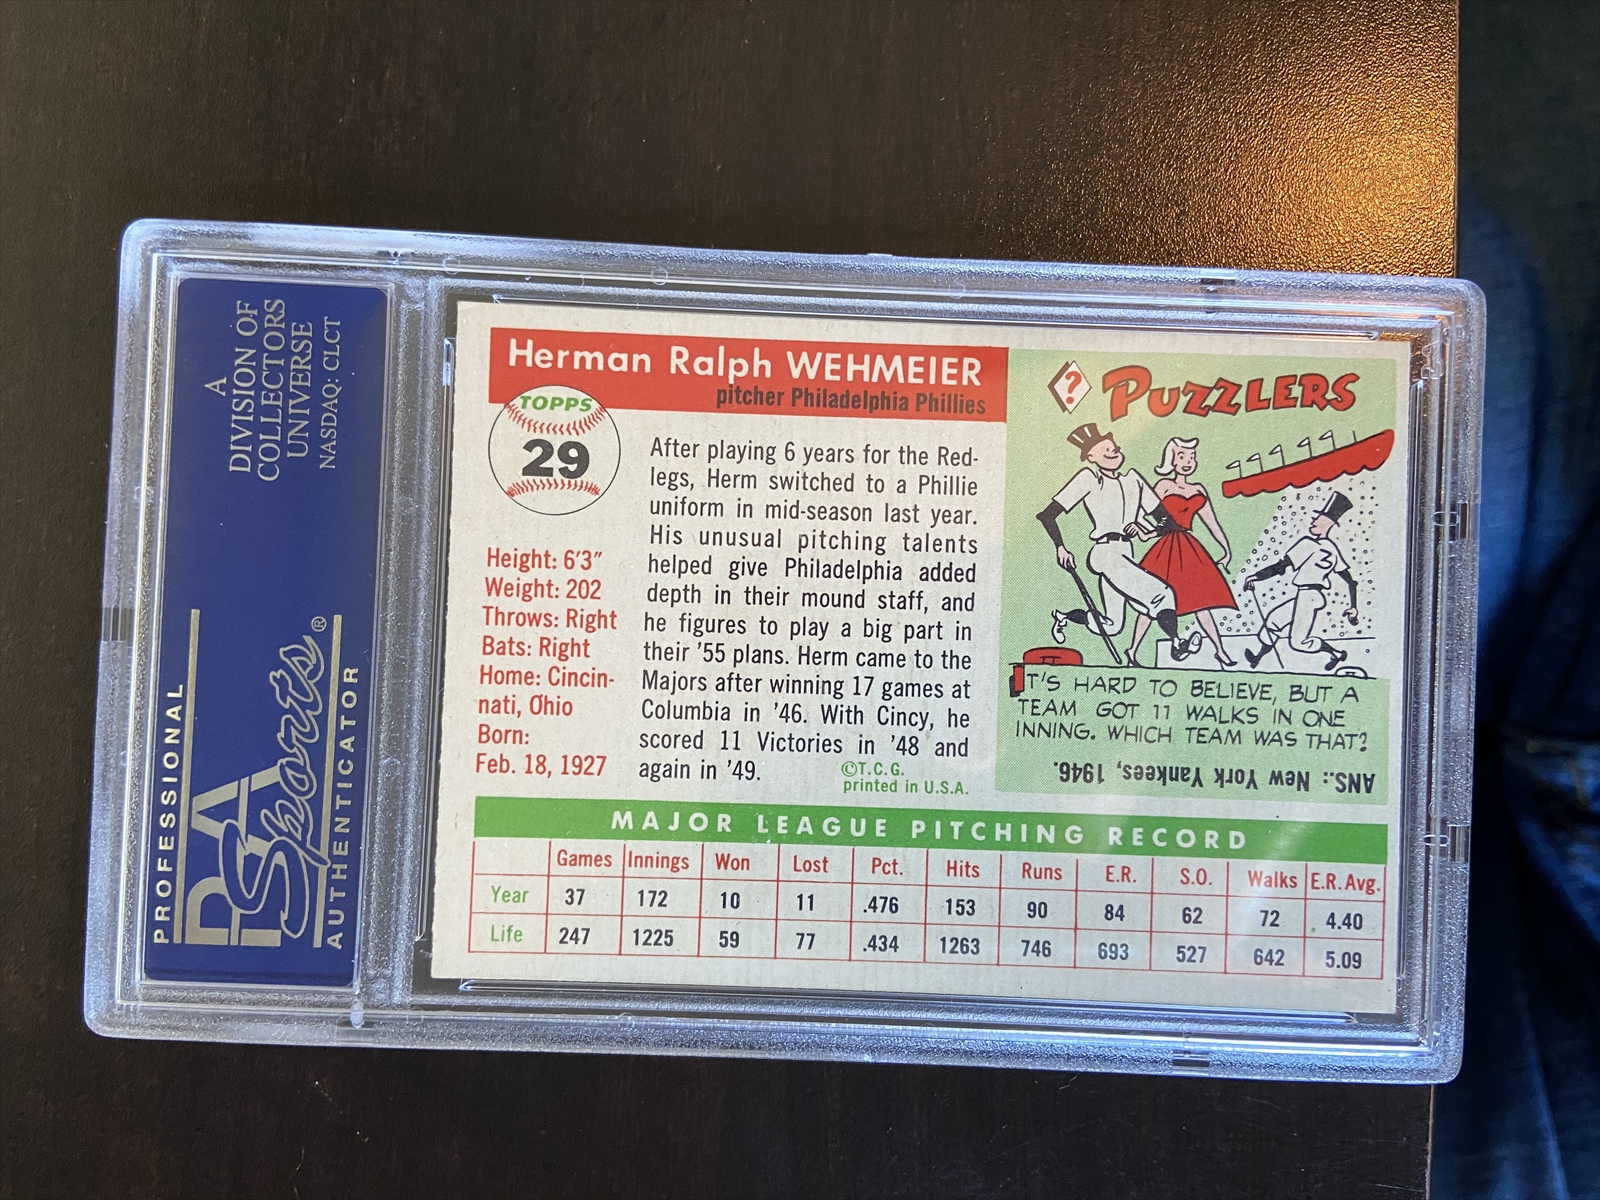 A
DIVISION OF
COLLECTORS
UNIVERSE
NASDAQ: CLCT
PROFESSIONAL
PSA
Sports®
AUTHENTICATOR
Herman Ralph WEHMEIER
pitcher Philadelphia Phillies
TOPPS
29
Height: 6'3"
Weight: 202
Throws: Right
Bats: Right
Home: Cincin-
nati, Ohio
Born:
Feb. 18, 1927
After playing 6 years for the Red-
legs, Herm switched to a Phillie
uniform in mid-season last year.
His unusual pitching talents
helped give Philadelphia added
depth in their mound staff, and
he figures to play a big part in
their '55 plans. Herm came to the
Majors after winning 17 games at
Columbia in '46. With Cincy, he
scored 11 Victories in '48 and
again in '49.
©T.C.G.
printed in U.S.A.
? PUZZLERS
3
IT'S HARD TO BELIEVE, BUT A
TEAM GOT 11 WALKS IN ONE
INNING. WHICH TEAM WAS THAT?
ANS.: New York Yankees, 1946.
MAJOR LEAGUE PITCHING RECORD
Games Innings Won Lost Pct. Hits Runs E.R. S.O. Walks E.R. Avg.
Year 37 172 10 11 .476 153 90 84 62 72 4.40
Life 247 1225 59 77 .434 1263 746 693 527 642 5.09